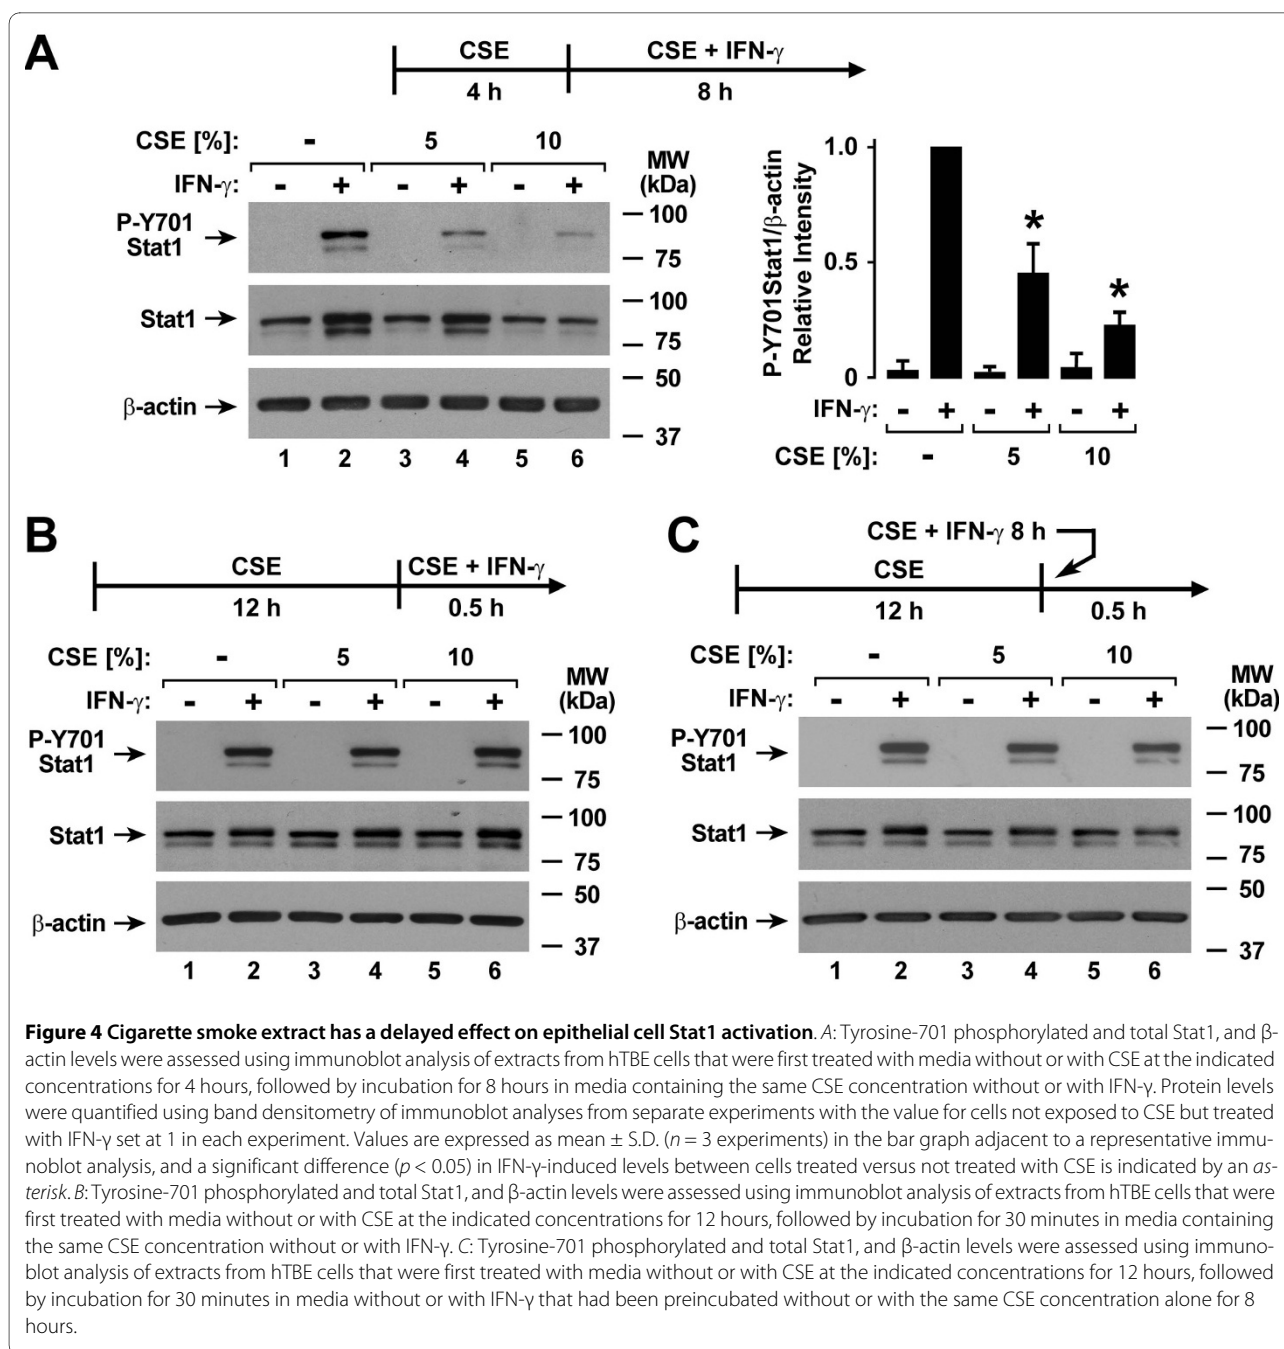 A
CSE
CSE + IFN-γ
4 h
8 h
CSE [%]:
-
5
10
MW
(kDa)
IFN-γ:
- + - + - +
P-Y701
Stat1
100
75
Stat1
100
75
β-actin
50
37
1 2 3 4 5 6
P-Y701Stat1/β-actin
Relative Intensity
1.0
0.5
0
*
*
IFN-γ: - + - + - +
CSE [%]: - 5 10
B
CSE
CSE + IFN-γ
12 h
0.5 h
CSE [%]: - 5 10
MW
(kDa)
IFN-γ: - + - + - +
P-Y701
Stat1
100
75
Stat1
100
75
β-actin
50
37
1 2 3 4 5 6
C
CSE + IFN-γ 8 h
CSE
12 h
0.5 h
CSE [%]: - 5 10
MW
(kDa)
IFN-γ: - + - + - +
P-Y701
Stat1
100
75
Stat1
100
75
β-actin
50
37
1 2 3 4 5 6
Figure 4 Cigarette smoke extract has a delayed effect on epithelial cell Stat1 activation. A: Tyrosine-701 phosphorylated and total Stat1, and β-
actin levels were assessed using immunoblot analysis of extracts from hTBE cells that were first treated with media without or with CSE at the indicated
concentrations for 4 hours, followed by incubation for 8 hours in media containing the same CSE concentration without or with IFN-γ. Protein levels
were quantified using band densitometry of immunoblot analyses from separate experiments with the value for cells not exposed to CSE but treated
with IFN-γ set at 1 in each experiment. Values are expressed as mean ± S.D. (n = 3 experiments) in the bar graph adjacent to a representative immu-
noblot analysis, and a significant difference (p < 0.05) in IFN-γ-induced levels between cells treated versus not treated with CSE is indicated by an as-
terisk. B: Tyrosine-701 phosphorylated and total Stat1, and β-actin levels were assessed using immunoblot analysis of extracts from hTBE cells that were
first treated with media without or with CSE at the indicated concentrations for 12 hours, followed by incubation for 30 minutes in media containing
the same CSE concentration without or with IFN-γ. C: Tyrosine-701 phosphorylated and total Stat1, and β-actin levels were assessed using immuno-
blot analysis of extracts from hTBE cells that were first treated with media without or with CSE at the indicated concentrations for 12 hours, followed
by incubation for 30 minutes in media without or with IFN-γ that had been preincubated without or with the same CSE concentration alone for 8
hours.